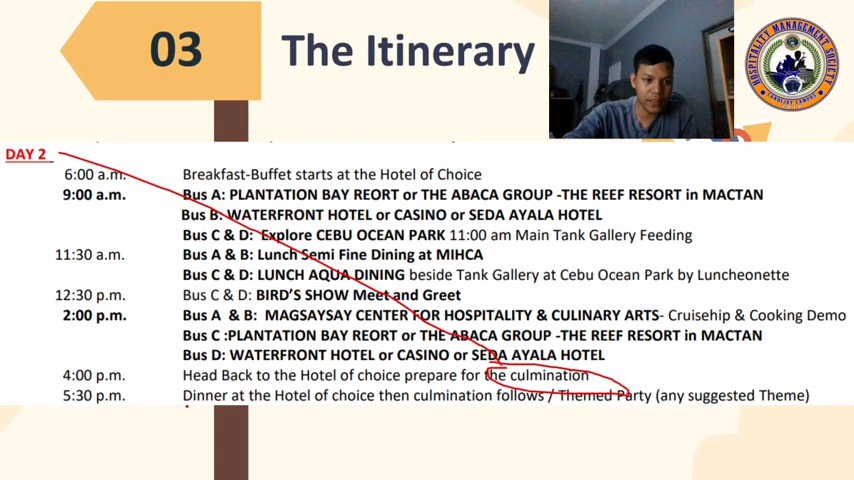 03 The Itinerary
HOSPITALITY MANAGEMENT SOCIETY
CANDIJAY CAMPUS
DAY 2
6:00 a.m. Breakfast-Buffet starts at the Hotel of Choice
9:00 a.m. Bus A: PLANTATION BAY REORT or THE ABACA GROUP -THE REEF RESORT in MACTAN
Bus B: WATERFRONT HOTEL or CASINO or SEDA AYALA HOTEL
Bus C & D: Explore CEBU OCEAN PARK 11:00 am Main Tank Gallery Feeding
11:30 a.m. Bus A & B: Lunch Semi Fine Dining at MIHCA
Bus C & D: LUNCH AQUA DINING beside Tank Gallery at Cebu Ocean Park by Luncheonette
12:30 p.m. Bus C & D: BIRD'S SHOW Meet and Greet
2:00 p.m. Bus A & B: MAGSAYSAY CENTER FOR HOSPITALITY & CULINARY ARTS- Cruisehip & Cooking Demo
Bus C :PLANTATION BAY REORT or THE ABACA GROUP -THE REEF RESORT in MACTAN
Bus D: WATERFRONT HOTEL or CASINO or SEDA AYALA HOTEL
4:00 p.m. Head Back to the Hotel of choice prepare for the culmination
5:30 p.m. Dinner at the Hotel of choice then culmination follows / Themed Party (any suggested Theme)